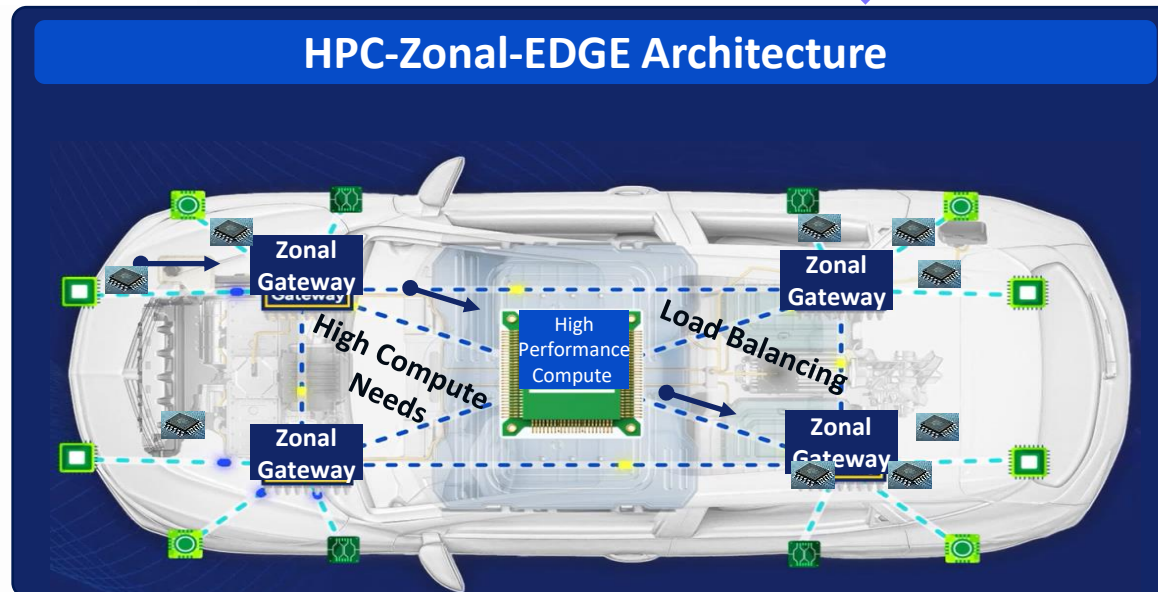 HPC-Zonal-EDGE Architecture
Zonal
Gateway
Gateway
Zonal
Gateway
High
Performance
Compute
High Compute
Needs
Load Balancing
Zonal
Gateway
Zonal
Gateway